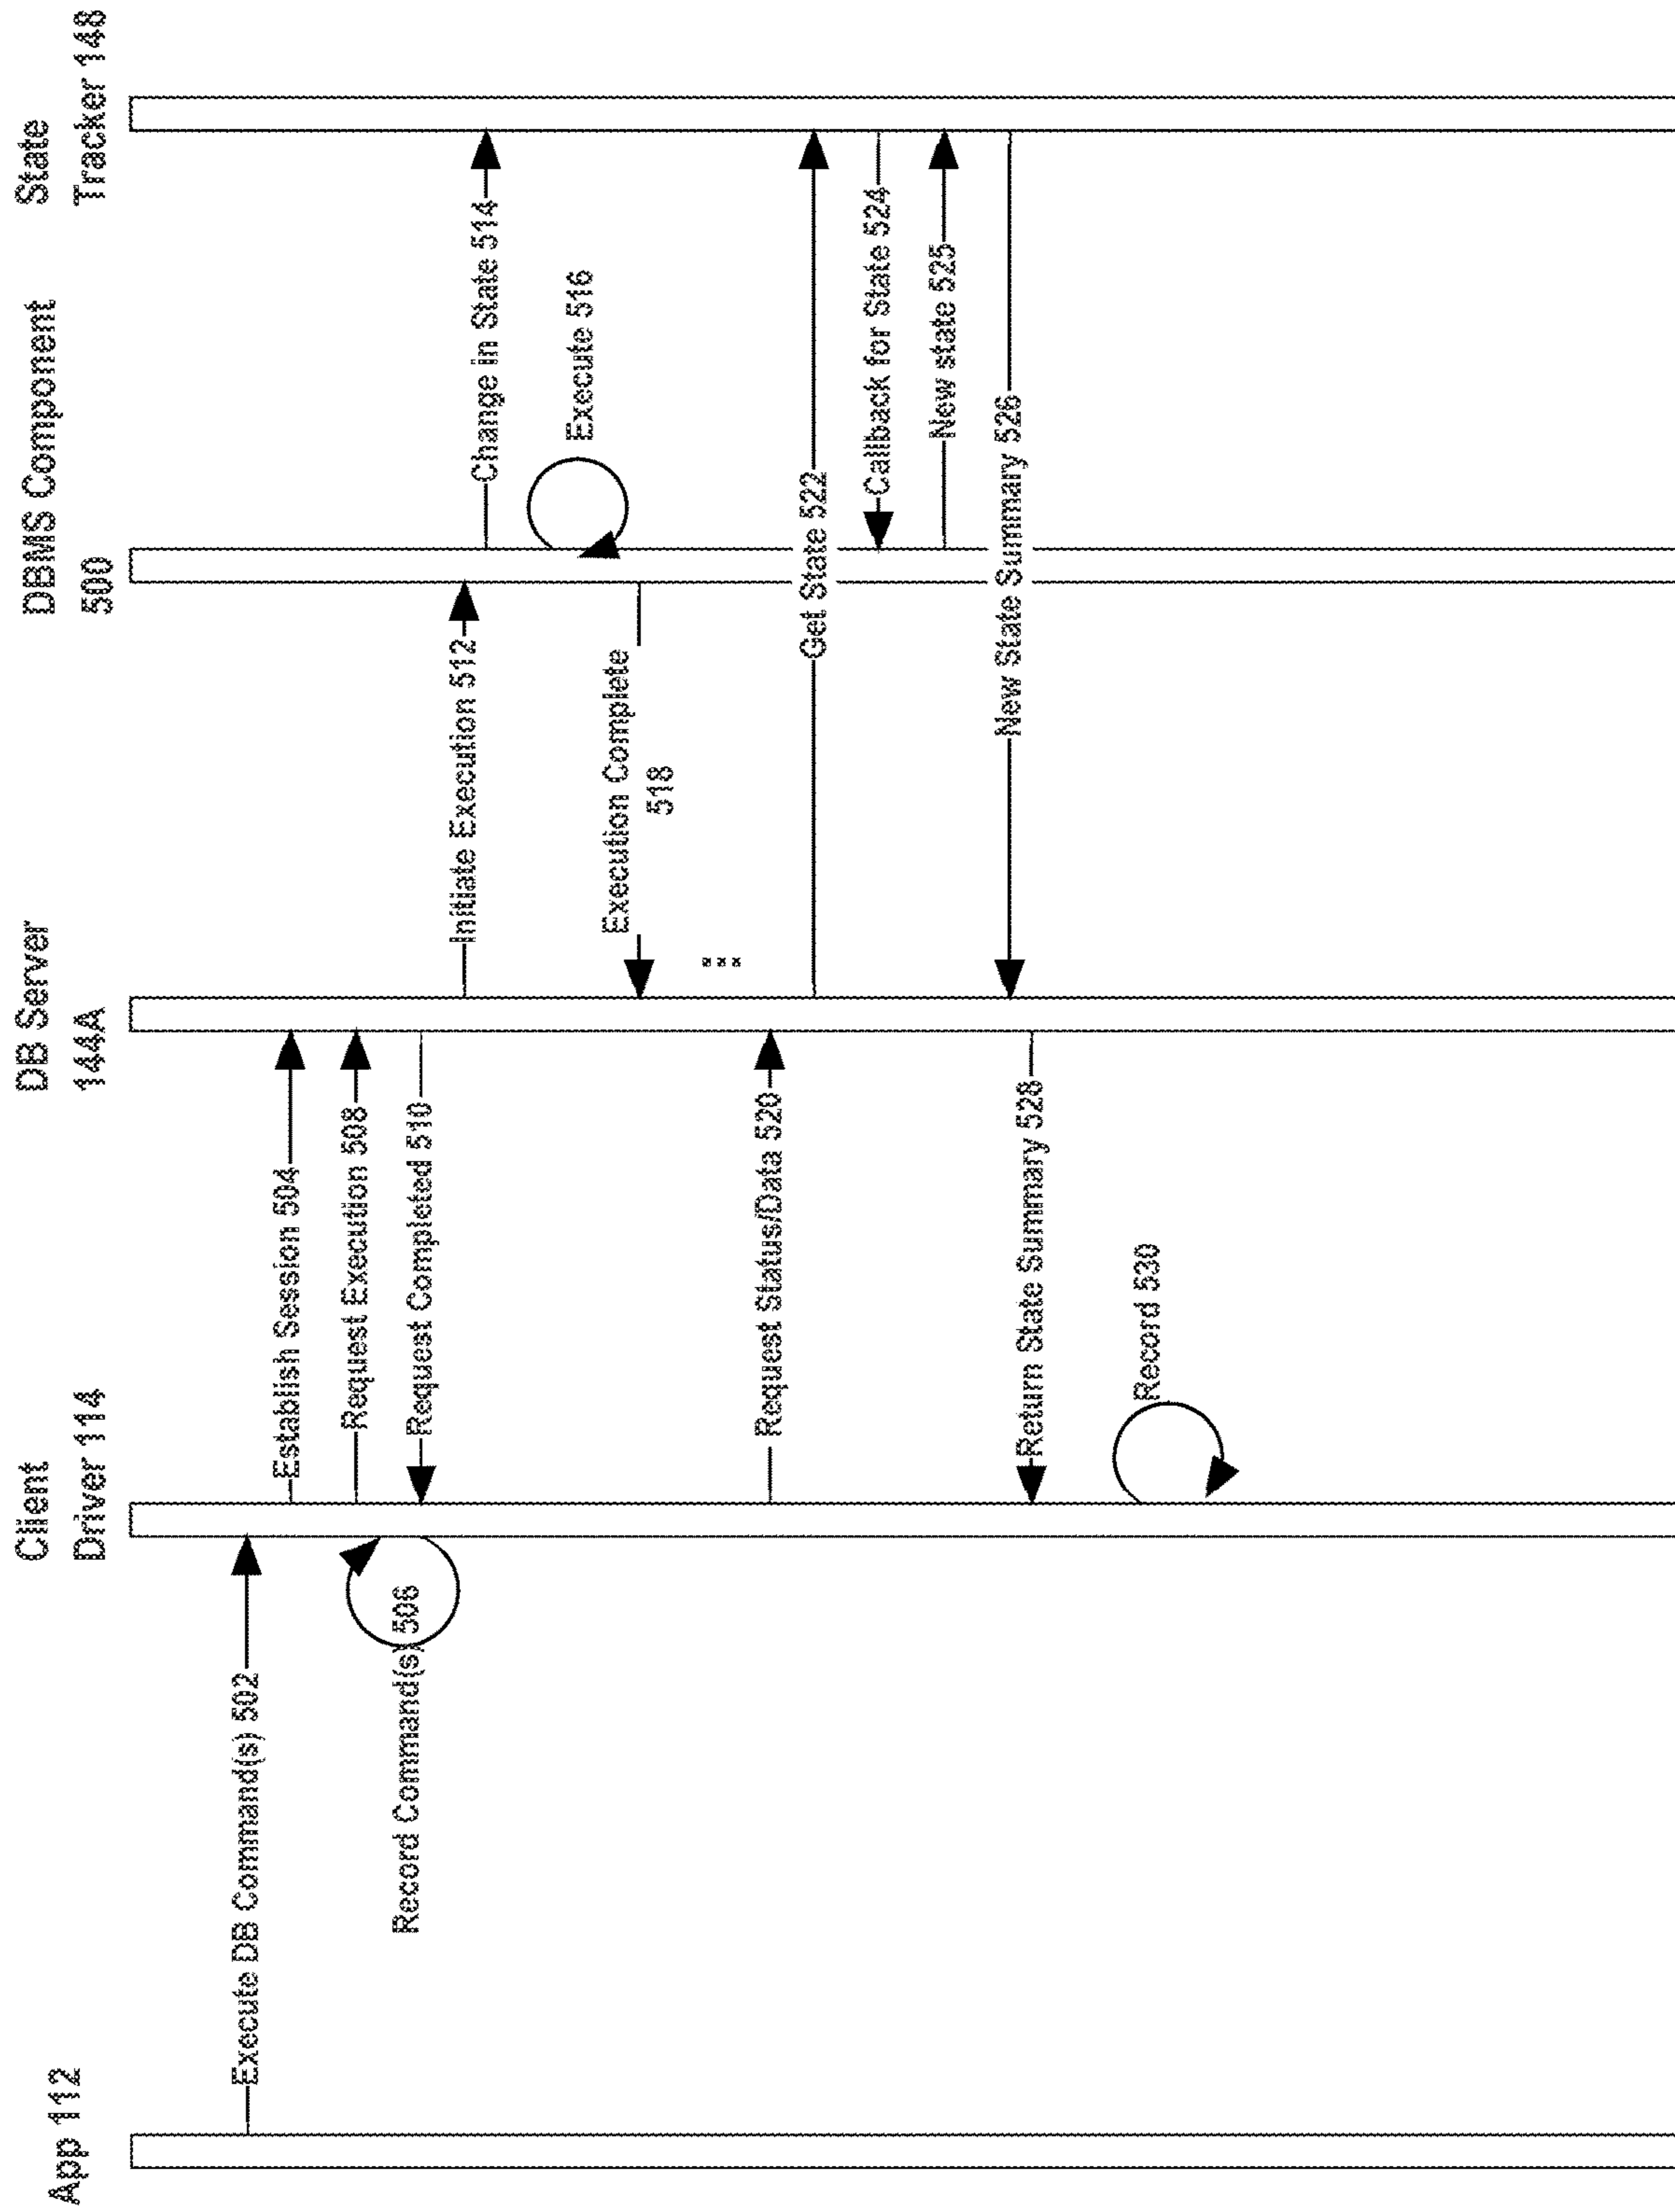 App 112
Client
Driver 114
DB Server
144A
DBMS Component
500
State
Tracker 148
Execute DB Command(s) 502
Establish Session 504
Record Command(s) 506
Request Execution 508
Request Completed 510
Initiate Execution 512
Change in State 514
Execute 516
Execution Complete
518
...
Request Status/Data 520
Get State 522
Callback for State 524
New state 525
New State Summary 526
Return State Summary 528
Record 530